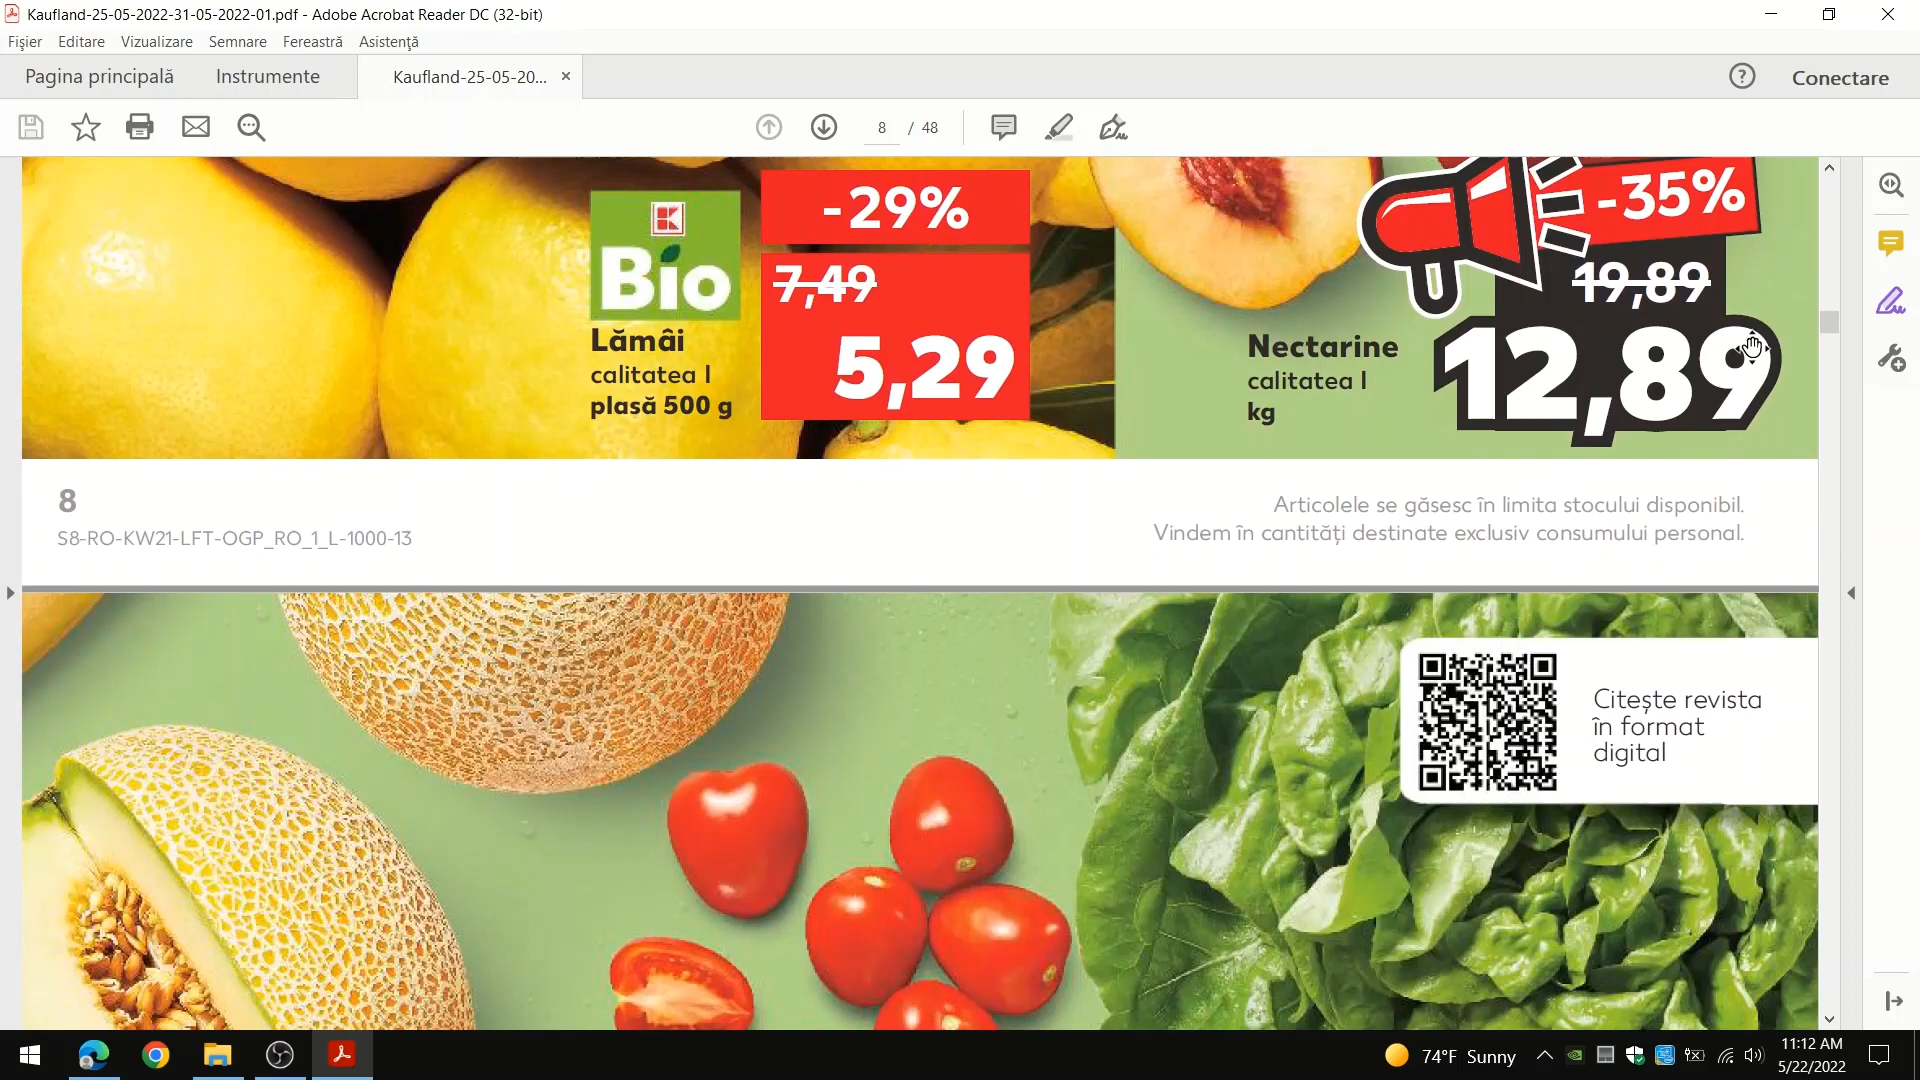 Kaufland-25-05-2022-31-05-2022-01.pdf - Adobe Acrobat Reader DC (32-bit)
Fișier Editare Vizualizare Semnare Fereastră Asistență
Pagina principală Instrumente Kaufland-25-05-20... Conectare
8 / 48
-29%
-35%
K
Bio
7,49
19,89
5,29
12,89
Lămâi
calitatea I
plasă 500 g
Nectarine
calitatea I
kg
8
S8-RO-KW21-LFT-OGP_RO_1_L-1000-13
Articolele se găsesc în limita stocului disponibil.
Vindem în cantități destinate exclusiv consumului personal.
Citește revista
în format
digital
74°F Sunny
11:12 AM
5/22/2022